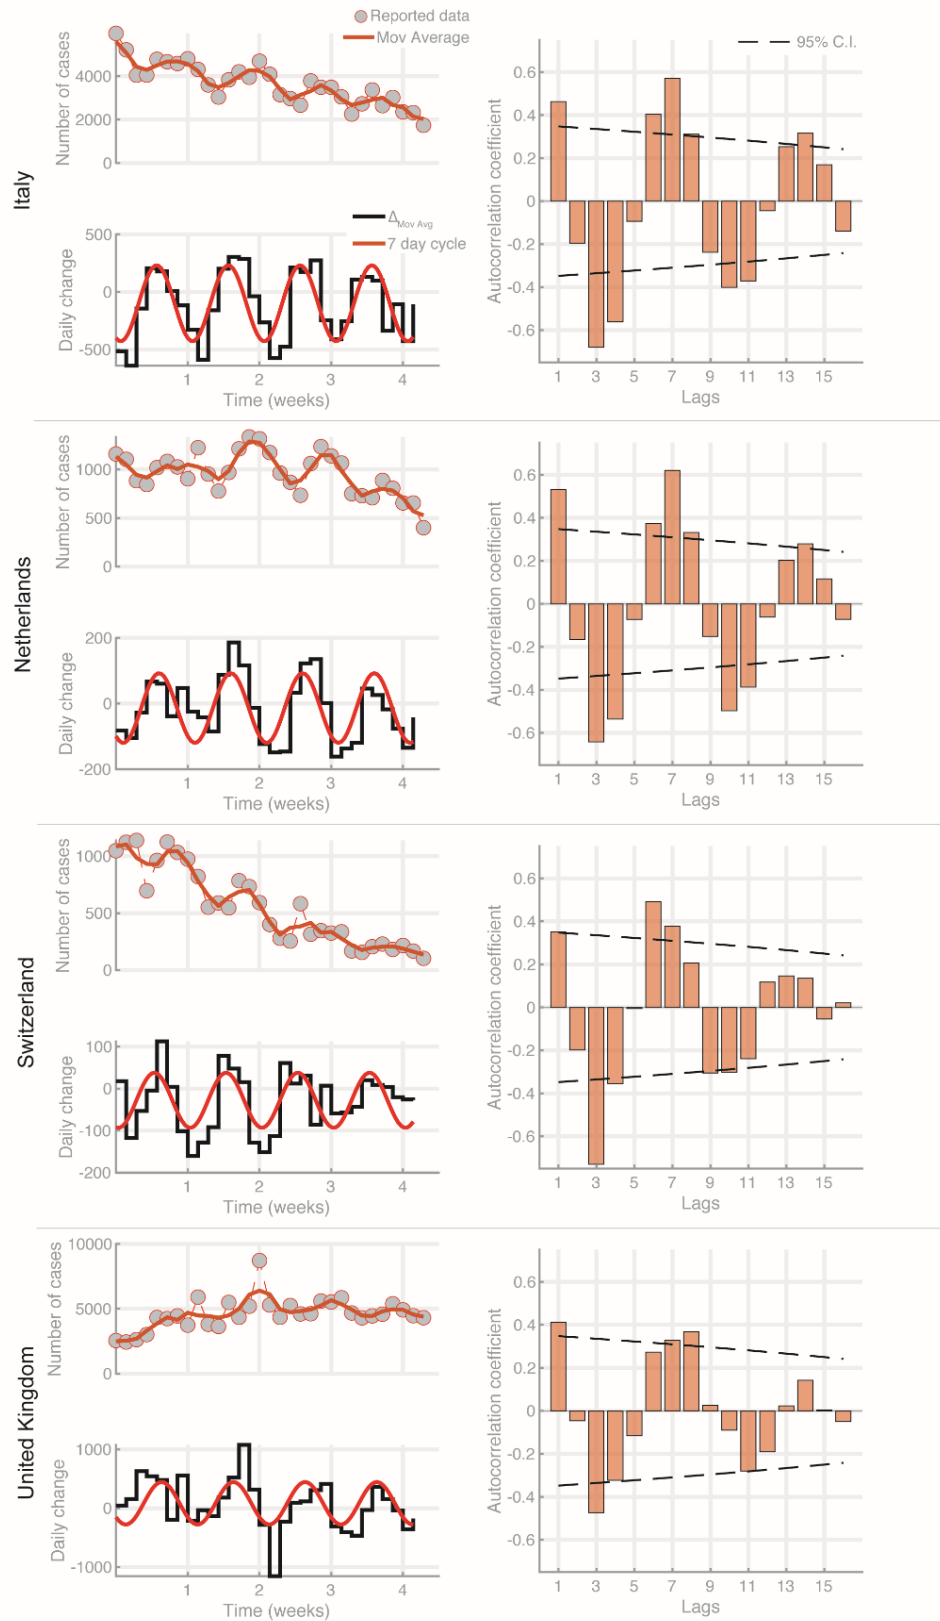 Reported data
Mov Average
Number of cases
4000
2000
0
Δ Mov Avg
7 day cycle
Daily change
500
0
-500
1 2 3 4
Time (weeks)
95% C.I.
Autocorrelation coefficient
0.6
0.4
0.2
0
-0.2
-0.4
-0.6
1 3 5 7 9 11 13 15
Lags
Italy
Number of cases
1000
500
0
Daily change
200
0
-200
1 2 3 4
Time (weeks)
Autocorrelation coefficient
0.6
0.4
0.2
0
-0.2
-0.4
-0.6
1 3 5 7 9 11 13 15
Lags
Netherlands
Number of cases
1000
500
0
Daily change
100
0
-100
-200
1 2 3 4
Time (weeks)
Autocorrelation coefficient
0.6
0.4
0.2
0
-0.2
-0.4
-0.6
1 3 5 7 9 11 13 15
Lags
Switzerland
Number of cases
10000
5000
0
Daily change
1000
0
-1000
1 2 3 4
Time (weeks)
Autocorrelation coefficient
0.6
0.4
0.2
0
-0.2
-0.4
-0.6
1 3 5 7 9 11 13 15
Lags
United Kingdom